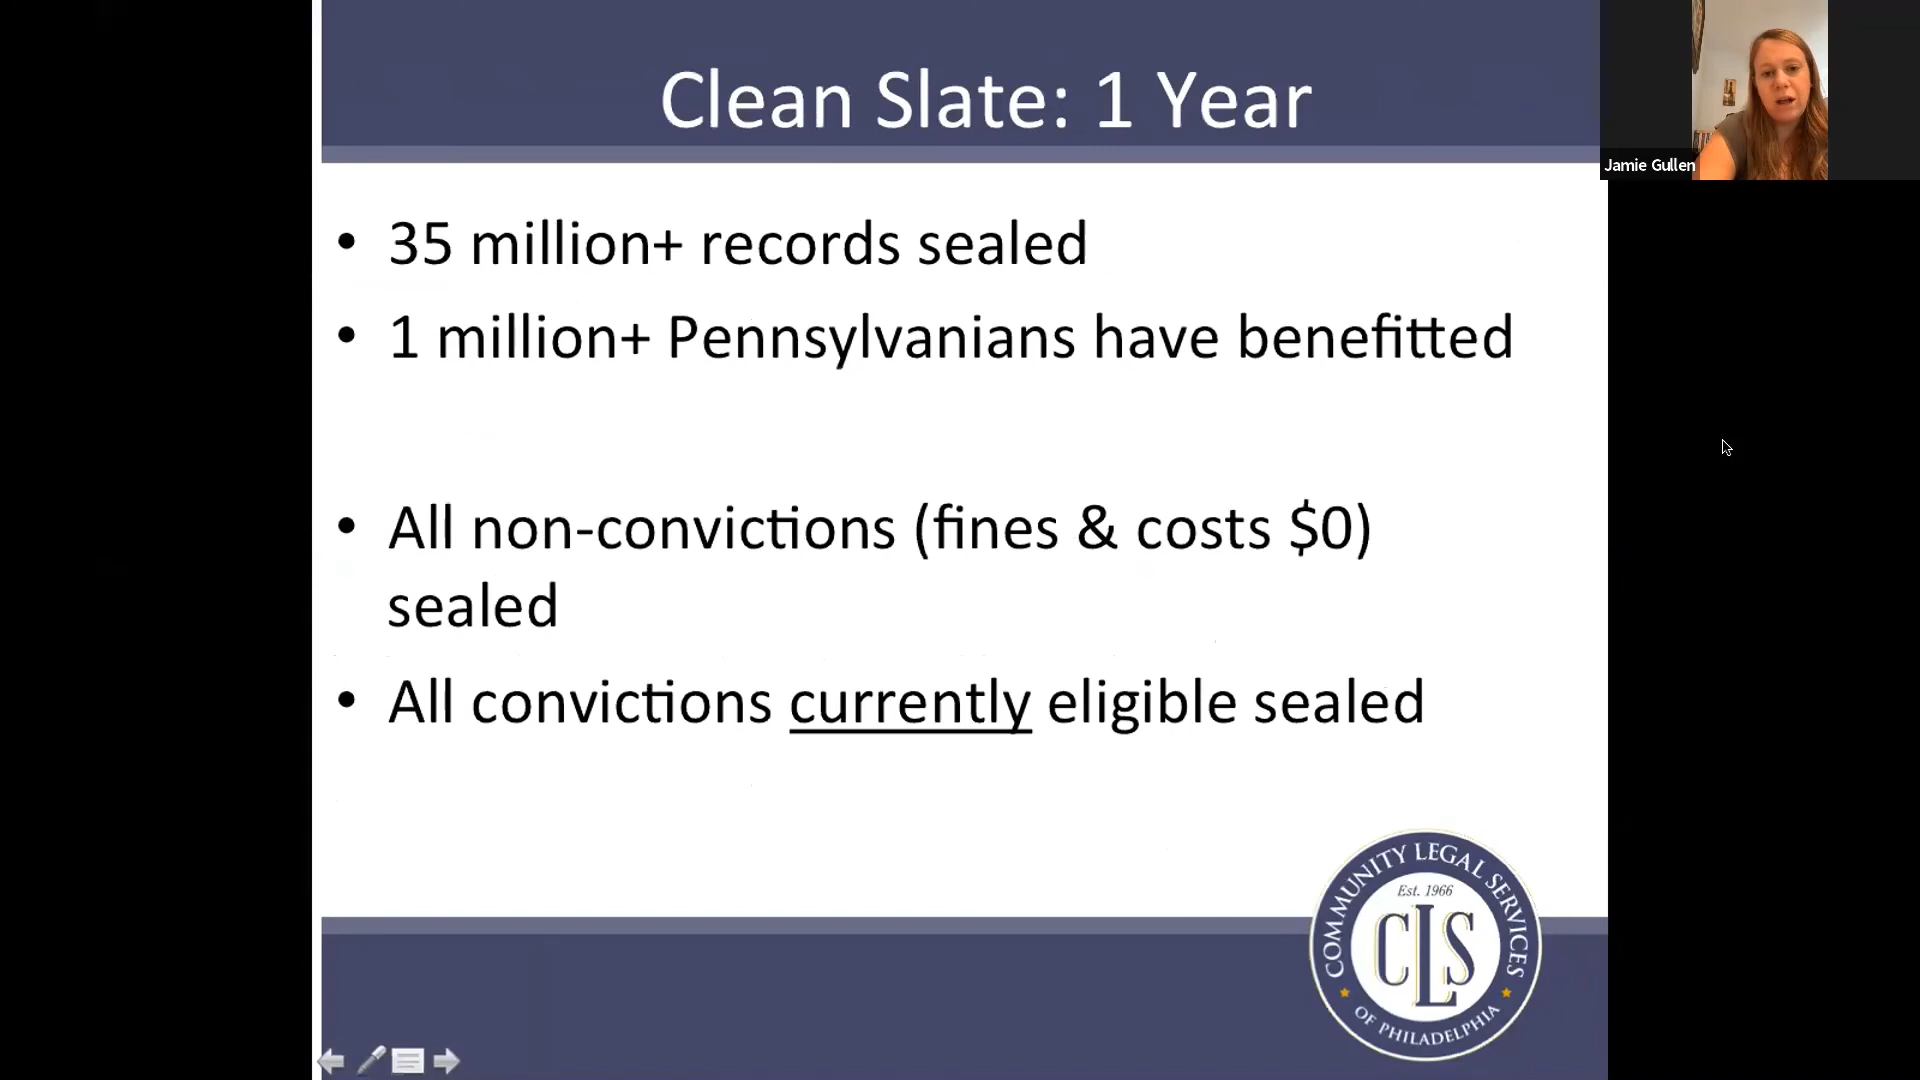 Clean Slate: 1 Year
Jamie Gullen
• 35 million+ records sealed
• 1 million+ Pennsylvanians have benefitted
• All non-convictions (fines & costs $0)
sealed
• All convictions currently eligible sealed
COMMUNITY LEGAL SERVICES
Est. 1966
CLS
OF PHILADELPHIA